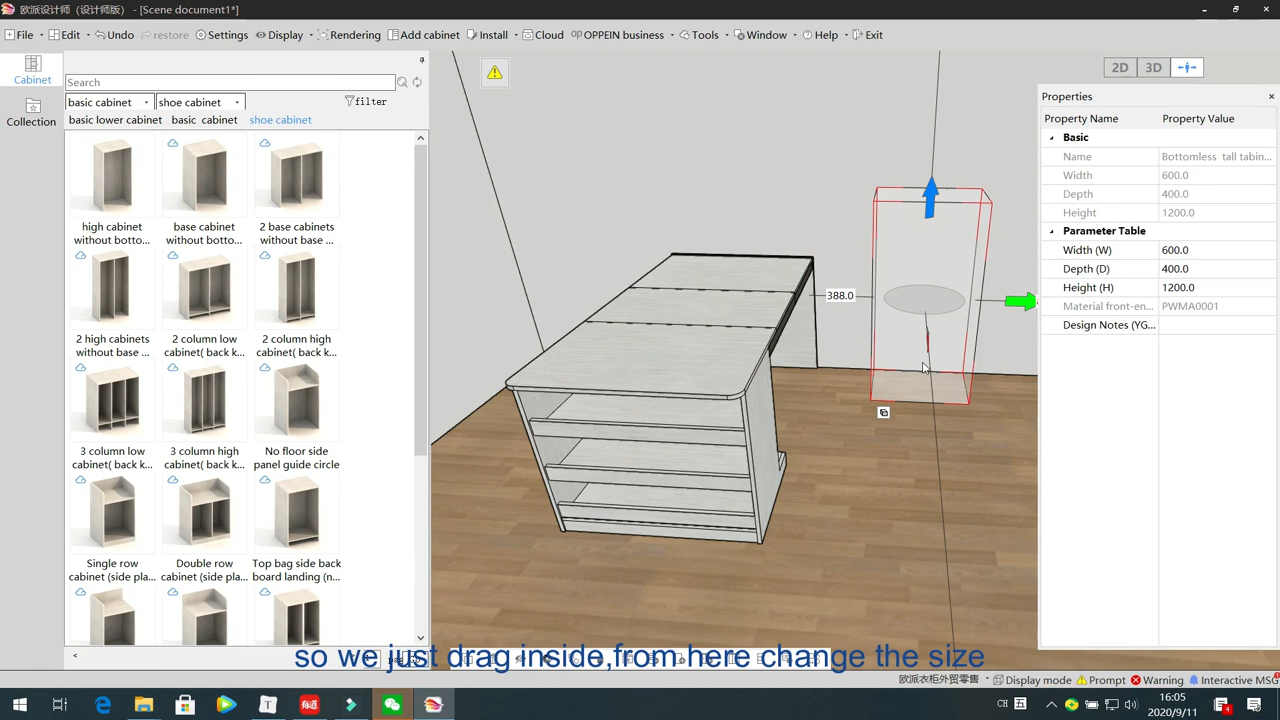 欧派设计师（设计师版） - [Scene document1*]
File Edit Undo restore Settings Display Rendering Add cabinet Install Cloud OPPEIN business Tools Window Help Exit
Cabinet
Collection
Search
basic cabinet shoe cabinet filter
basic lower cabinet basic cabinet shoe cabinet
high cabinet without botto...
base cabinet without botto...
2 base cabinets without base ...
2 high cabinets without base ...
2 column low cabinet( back k...
2 column high cabinet( back k...
3 column low cabinet( back k...
3 column high cabinet( back k...
No floor side panel guide circle
Single row cabinet (side pla...
Double row cabinet (side pla...
Top bag side back board landing (n...
2D 3D
388.0
Properties
Property Name Property Value
Basic
Name Bottomless tall tabin...
Width 600.0
Depth 400.0
Height 1200.0
Parameter Table
Width (W) 600.0
Depth (D) 400.0
Height (H) 1200.0
Material front-en... PWMA0001
Design Notes (YG...
so we just drag inside,from here change the size
欧派衣柜外贸零售 Display mode Prompt Warning Interactive MSG
T 有道 CH 五 16:05
2020/9/11 4